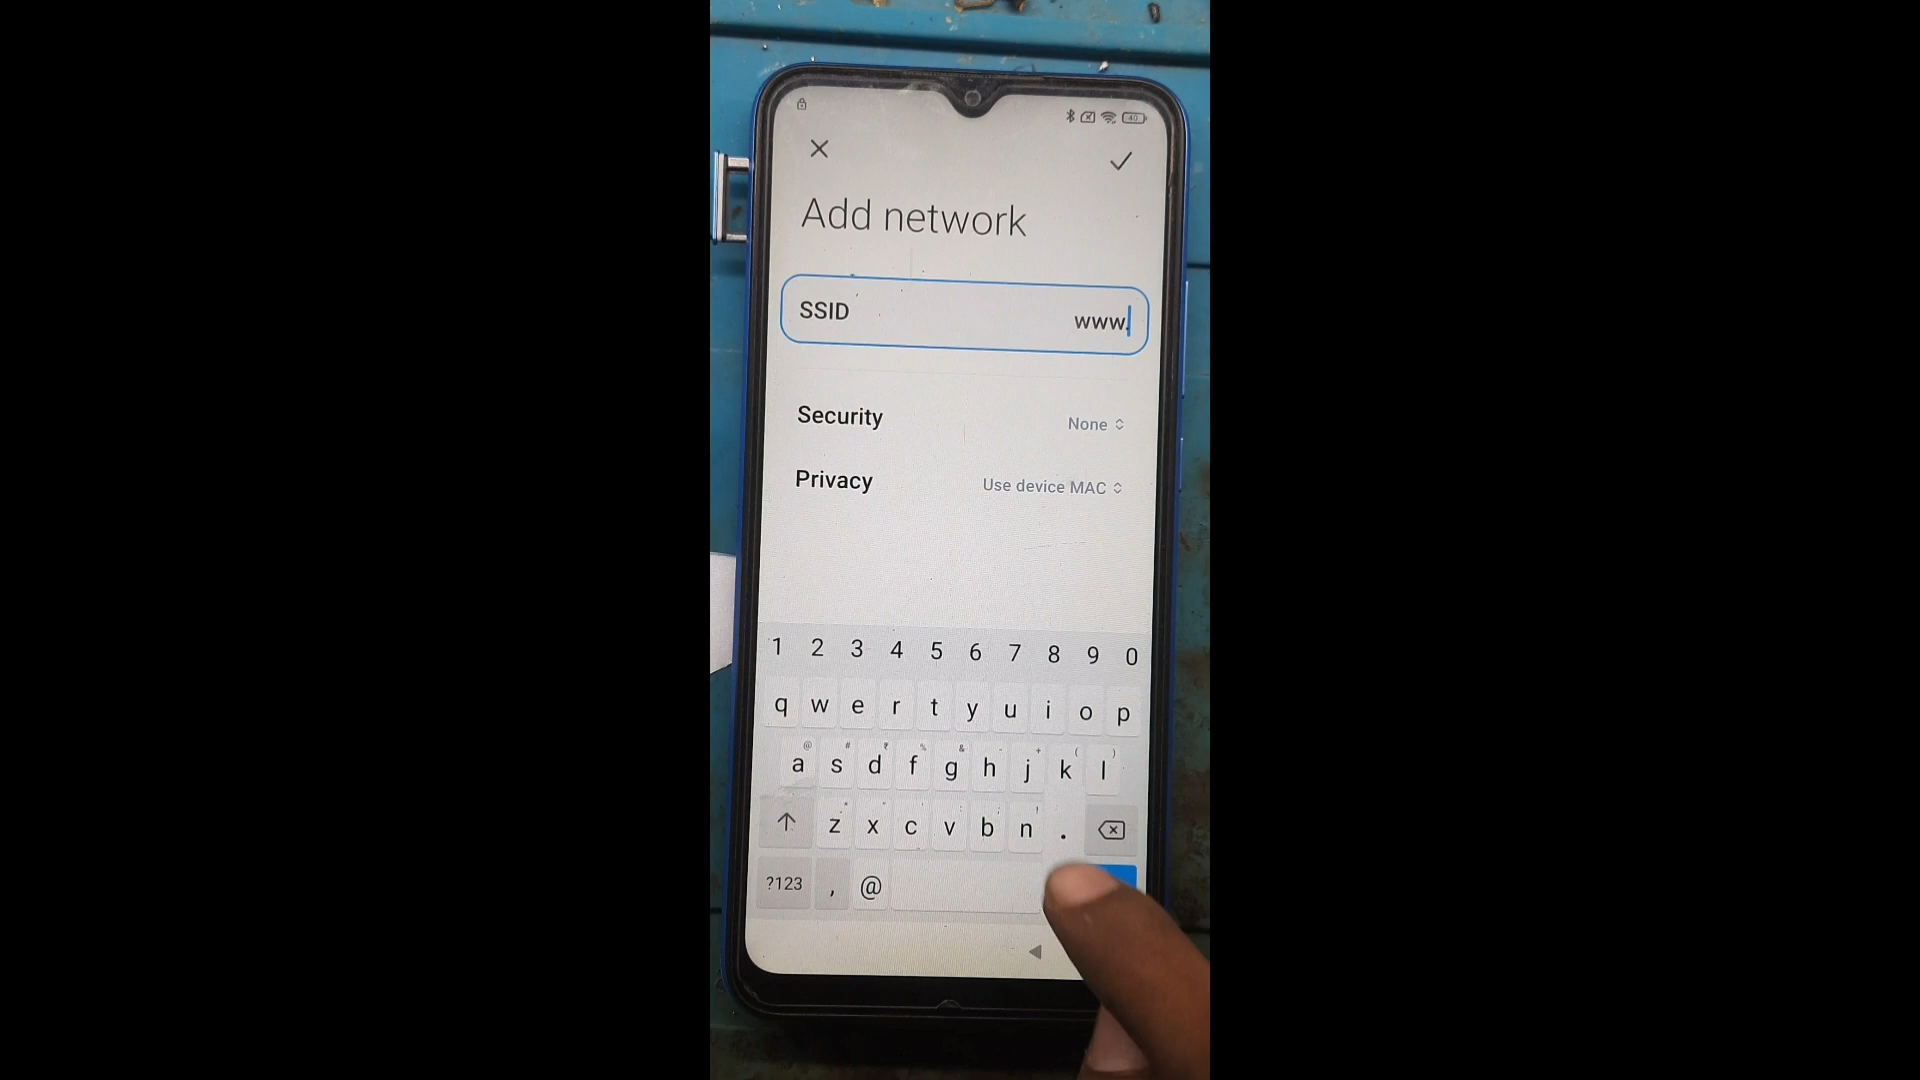 40
Add network
SSID www.
Security None
Privacy Use device MAC
1 2 3 4 5 6 7 8 9 0
q w e r t y u i o p
@ # ₹ % & - + ( )
a s d f g h j k l
z x c v b n .
?123 , @